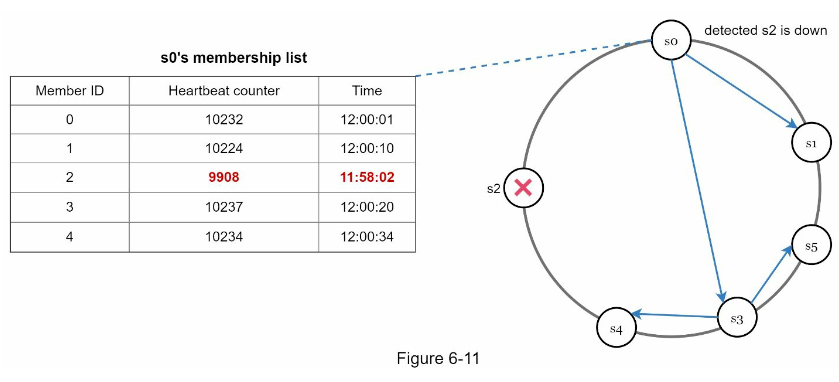 s0's membership list
Member ID Heartbeat counter Time
0 10232 12:00:01
1 10224 12:00:10
2 9908 11:58:02
3 10237 12:00:20
4 10234 12:00:34
s0 detected s2 is down
s1
s2
s5
s3
s4
Figure 6-11